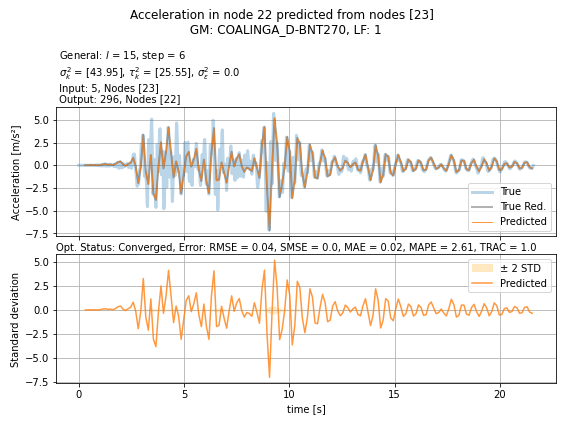 Acceleration in node 22 predicted from nodes [23]
GM: COALINGA_D-BNT270, LF: 1
General: l = 15, step = 6
σ_k² = [43.95], τ_k² = [25.55], σ_ε² = 0.0
Input: 5, Nodes [23]
Output: 296, Nodes [22]
Acceleration [m/s²]
5.0
2.5
0.0
−2.5
−5.0
−7.5
True
True Red.
Predicted
Opt. Status: Converged, Error: RMSE = 0.04, SMSE = 0.0, MAE = 0.02, MAPE = 2.61, TRAC = 1.0
Standard deviation
5.0
2.5
0.0
−2.5
−5.0
−7.5
± 2 STD
Predicted
0 5 10 15 20
time [s]